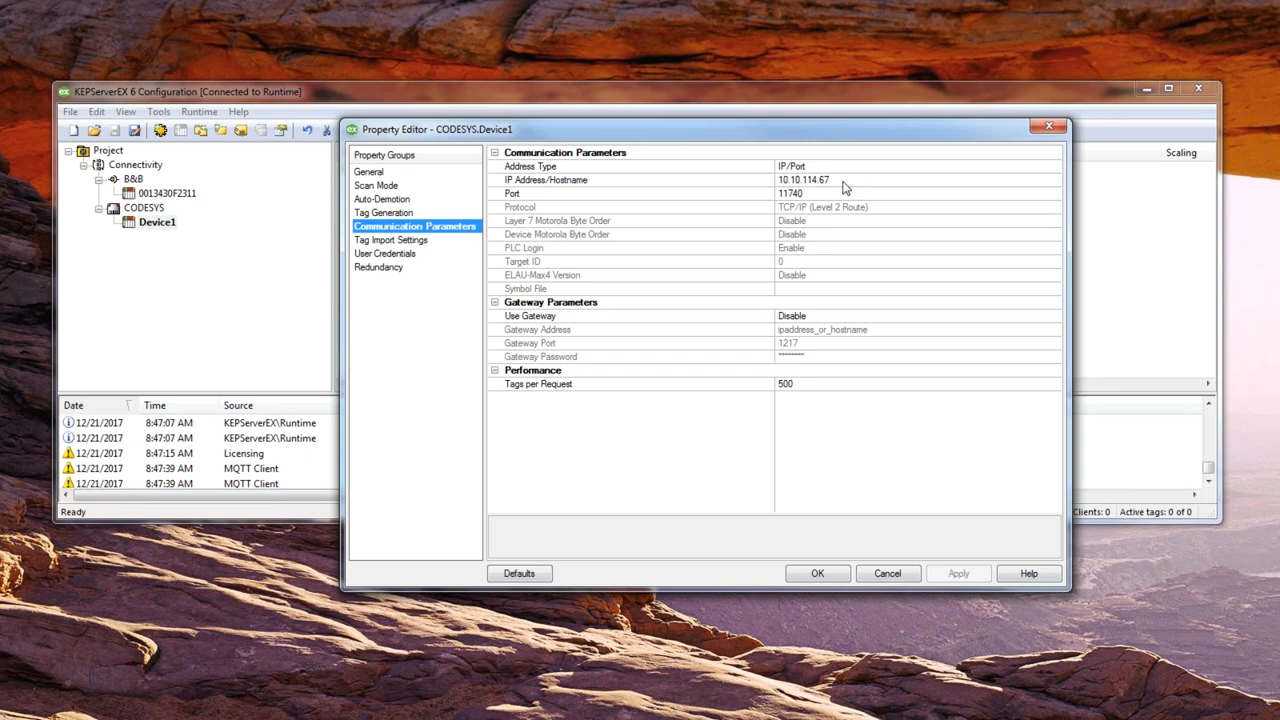 KEPServerEX 6 Configuration [Connected to Runtime]
File Edit View Tools Runtime Help
Project
Connectivity
B&B
0013430F2311
CODESYS
Device1
Scaling
Date Time Source
12/21/2017 8:47:07 AM KEPServerEX\Runtime
12/21/2017 8:47:07 AM KEPServerEX\Runtime
12/21/2017 8:47:15 AM Licensing
12/21/2017 8:47:39 AM MQTT Client
12/21/2017 8:47:39 AM MQTT Client
Ready
Clients: 0 Active tags: 0 of 0
Property Editor - CODESYS.Device1
Property Groups
General
Scan Mode
Auto-Demotion
Tag Generation
Communication Parameters
Tag Import Settings
User Credentials
Redundancy
Communication Parameters
Address Type IP/Port
IP Address/Hostname 10.10.114.67
Port 11740
Protocol TCP/IP (Level 2 Route)
Layer 7 Motorola Byte Order Disable
Device Motorola Byte Order Disable
PLC Login Enable
Target ID 0
ELAU-Max4 Version Disable
Symbol File
Gateway Parameters
Use Gateway Disable
Gateway Address ipaddress_or_hostname
Gateway Port 1217
Gateway Password ********
Performance
Tags per Request 500
Defaults OK Cancel Apply Help